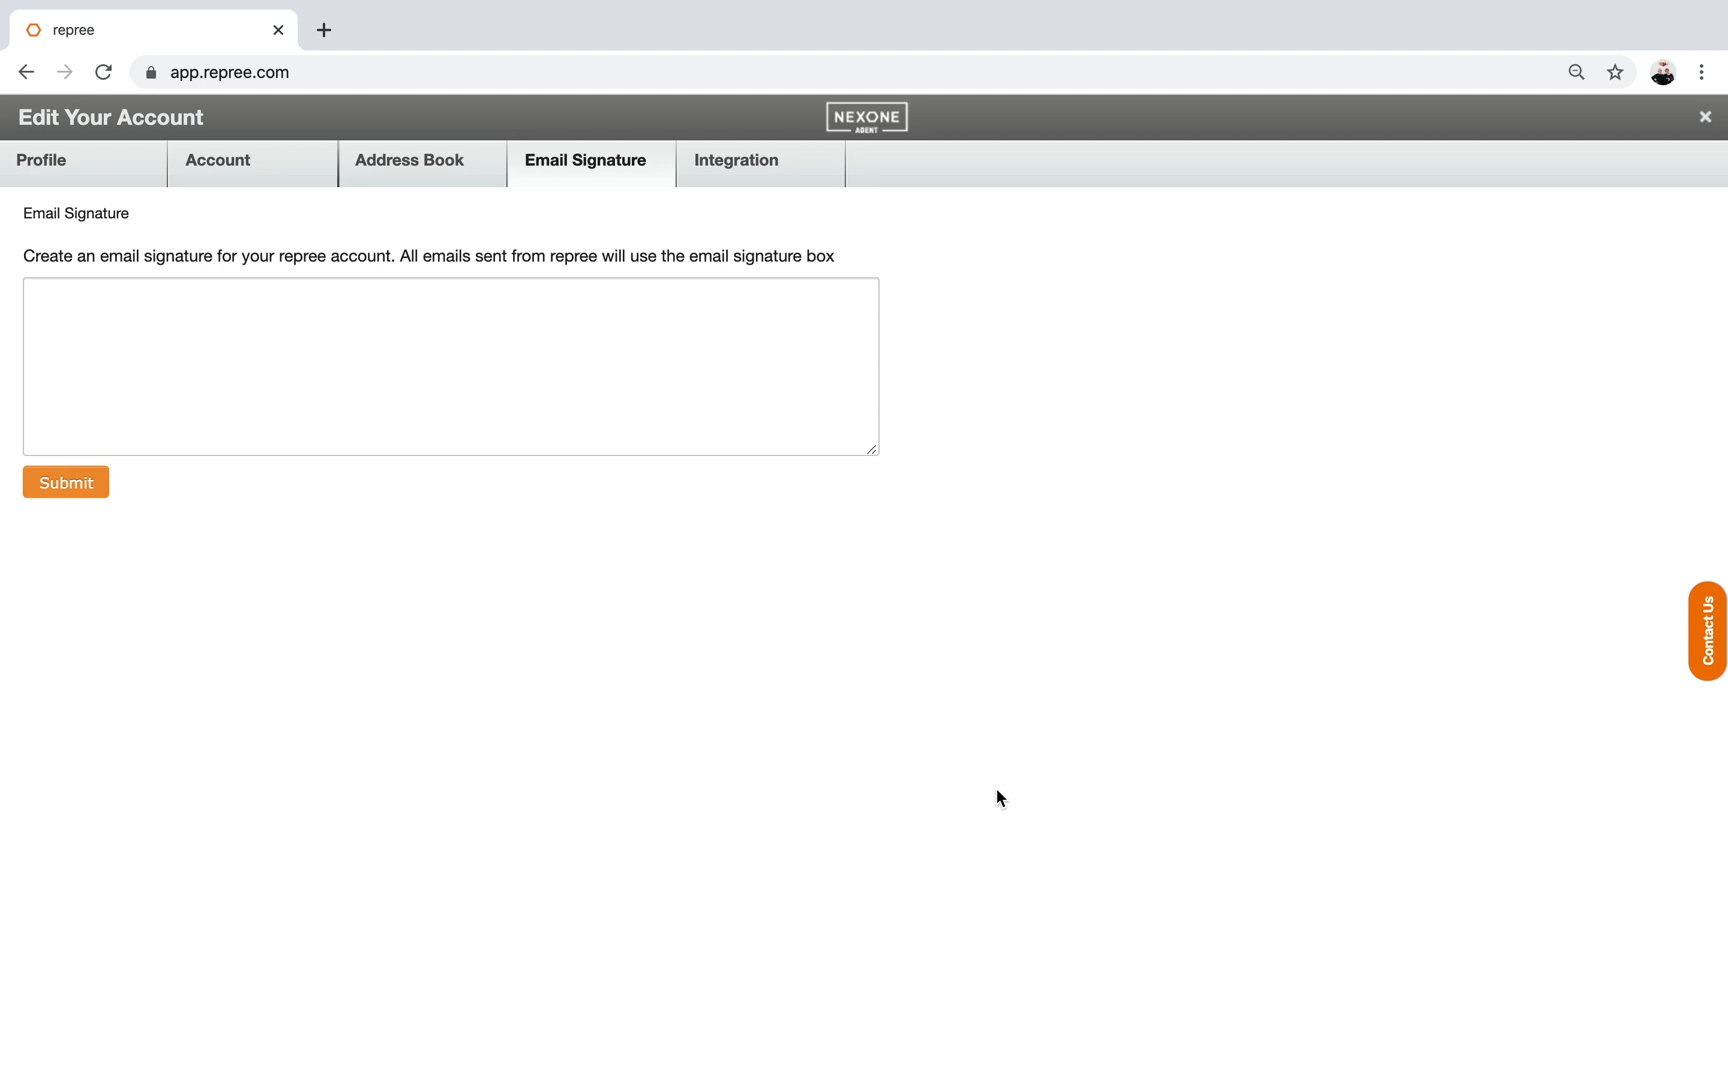 repree
app.repree.com
Edit Your Account
NEXONE
AGENT
Profile
Account
Address Book
Email Signature
Integration
Email Signature
Create an email signature for your repree account. All emails sent from repree will use the email signature box
Submit
Contact Us